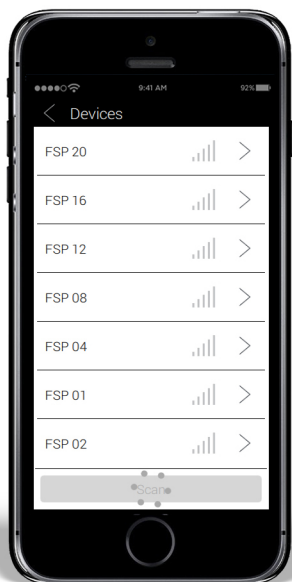 9:41 AM 92%
Devices
FSP 20
FSP 16
FSP 12
FSP 08
FSP 04
FSP 01
FSP 02
Scan